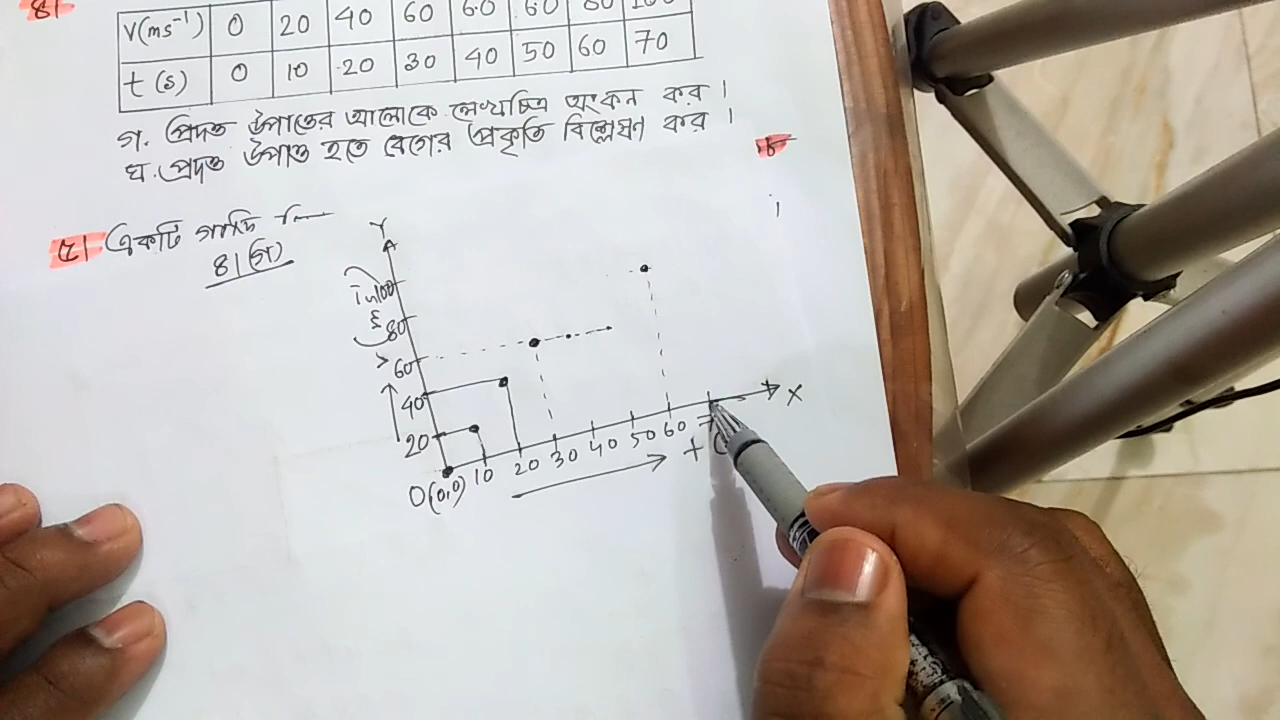 ৪।
V(ms⁻¹) 0 20 40 60 60 60 80 100
t (s) 0 10 20 30 40 50 60 70
গ. প্রদত্ত উপাত্তের আলোকে লেখচিত্র অংকন কর।
ঘ. প্রদত্ত উপাত্ত হতে বেগের প্রকৃতি বিশ্লেষণ কর।
৫। একটি গাড়ি
৪।(গ)
Y
100
80
60
40
20
O(0,0) 10 20 30 40 50 60
X
t